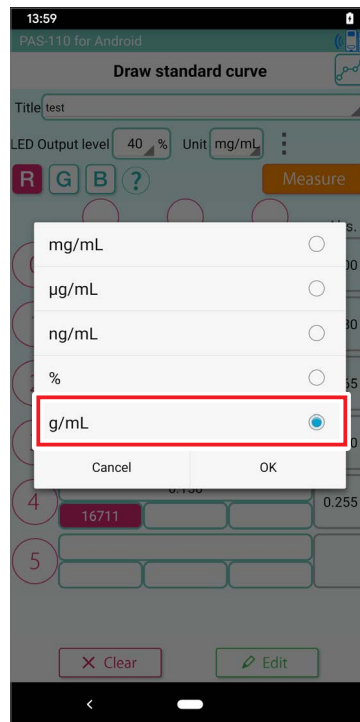 13:59
PAS-110 for Android
Draw standard curve
Title test
LED Output level 40 % Unit mg/mL
R G B ? Measure
mg/mL
µg/mL
ng/mL
%
g/mL
Cancel OK
4 16711 0.255
5
Clear Edit